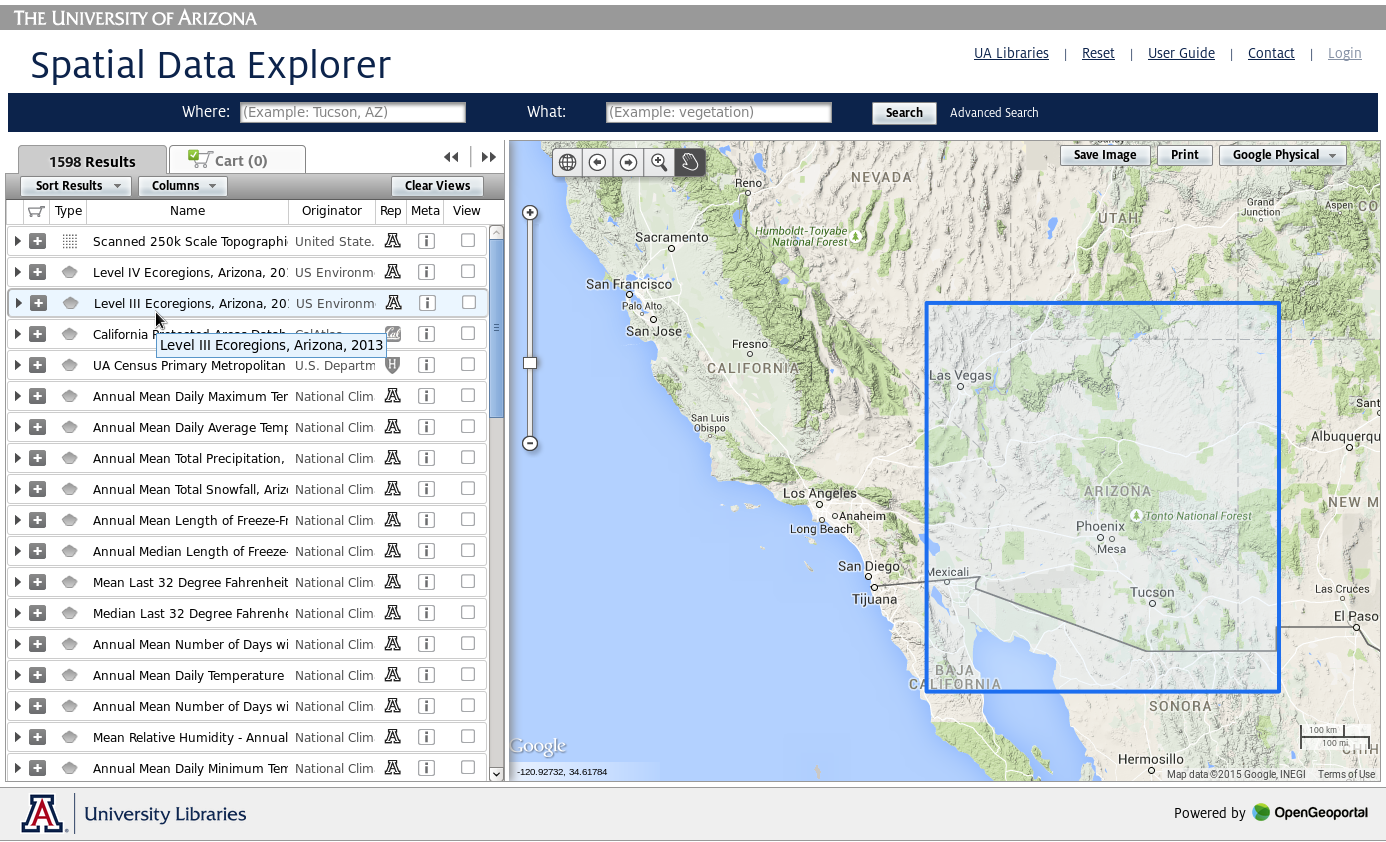 THE UNIVERSITY OF ARIZONA
Spatial Data Explorer
UA Libraries | Reset | User Guide | Contact | Login
Where: (Example: Tucson, AZ) What: (Example: vegetation) Search Advanced Search
1598 Results Cart (0)
Sort Results Columns Clear Views
Type Name Originator Rep Meta View
Scanned 250k Scale Topographi United State.
Level IV Ecoregions, Arizona, 20 US Environm
Level III Ecoregions, Arizona, 20 US Environm
California Protected Areas Datab CalAtlas
Level III Ecoregions, Arizona, 2013
UA Census Primary Metropolitan U.S. Departm
Annual Mean Daily Maximum Ter National Clim
Annual Mean Daily Average Temp National Clim
Annual Mean Total Precipitation, National Clim
Annual Mean Total Snowfall, Arizo National Clim
Annual Mean Length of Freeze-Fr National Clim
Annual Median Length of Freeze- National Clim
Mean Last 32 Degree Fahrenheit National Clim
Median Last 32 Degree Fahrenhe National Clim
Annual Mean Number of Days wi National Clim
Annual Mean Daily Temperature National Clim
Annual Mean Number of Days wi National Clim
Mean Relative Humidity - Annual National Clim
Annual Mean Daily Minimum Tem National Clim
Save Image Print Google Physical
Reno
NEVADA
UTAH
Grand
Junction
Aspen
CO
Humboldt-Toiyabe
National Forest
Sacramento
San Francisco
Palo Alto
San Jose
Fresno
CALIFORNIA
Las Vegas
San Luis
Obispo
Sant
Albuquerqu
Los Angeles
Anaheim
Long Beach
ARIZONA
Tonto National Forest
NEW M
Phoenix
Mesa
San Diego
Mexicali
Tijuana
Tucson
Las Cruces
El Paso
BAJA
CALIFORNIA
SONORA
100 km
100 mi
Hermosillo
CHIH
Google
-120.92732, 34.61784
Map data ©2015 Google, INEGI Terms of Use
A University Libraries
Powered by OpenGeoportal